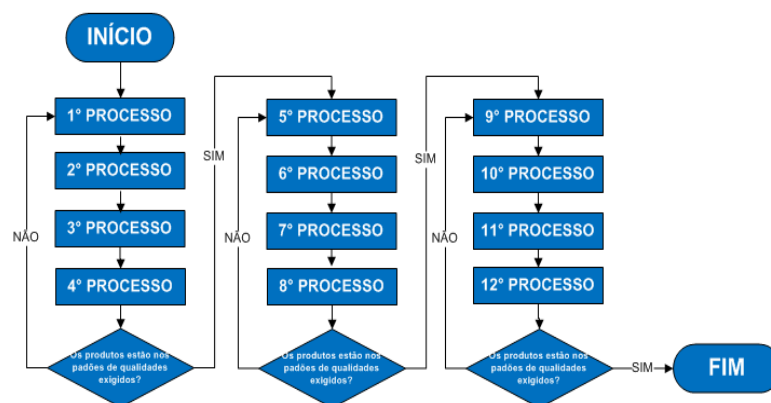 INÍCIO
1° PROCESSO
2° PROCESSO
3° PROCESSO
4° PROCESSO
Os produtos estão nos
padões de qualidades
exigidos?
NÃO
SIM
5° PROCESSO
6° PROCESSO
7° PROCESSO
8° PROCESSO
Os produtos estão nos
padões de qualidades
exigidos?
NÃO
SIM
9° PROCESSO
10° PROCESSO
11° PROCESSO
12° PROCESSO
Os produtos estão nos
padões de qualidades
exigidos?
NÃO
SIM
FIM